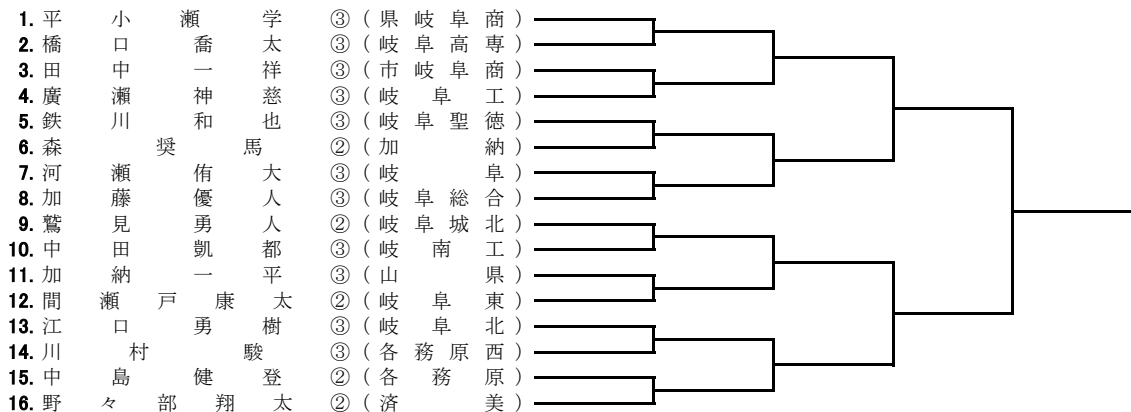 1. 平小瀬学 ③ (県岐阜商)
2. 橋口喬太 ③ (岐阜高専)
3. 田中一祥 ③ (市岐阜商)
4. 廣瀬神慈 ③ (岐阜工)
5. 鉄川和也 ③ (岐阜聖徳)
6. 森奨馬 ② (加納)
7. 河瀬侑大 ③ (岐阜)
8. 加藤優人 ③ (岐阜総合)
9. 鷲見勇人 ② (岐阜城北)
10. 中田凱都 ③ (岐南工)
11. 加納一平 ③ (山県)
12. 間瀬戸康太 ② (岐阜東)
13. 江口勇樹 ③ (岐阜北)
14. 川村駿 ③ (各務原西)
15. 中島健登 ② (各務原)
16. 野々部翔太 ② (済美)